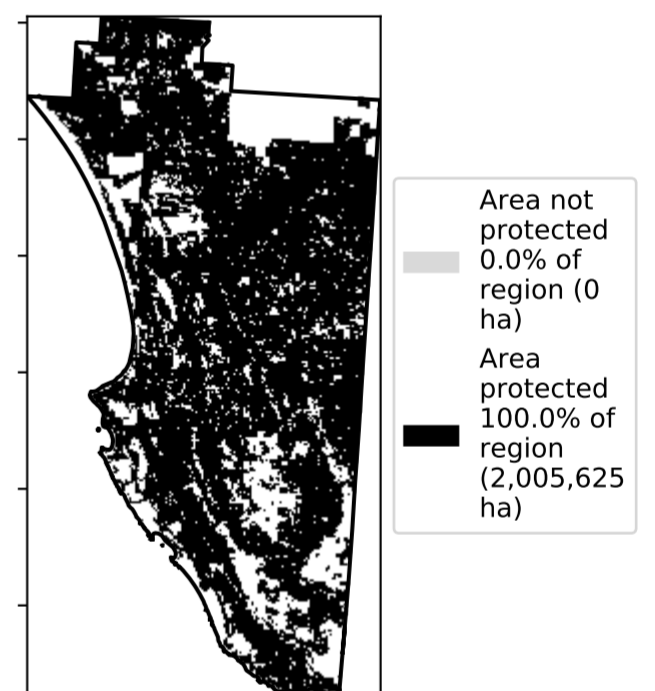 Area not
protected
0.0% of
region (0
ha)
Area
protected
100.0% of
region
(2,005,625
ha)